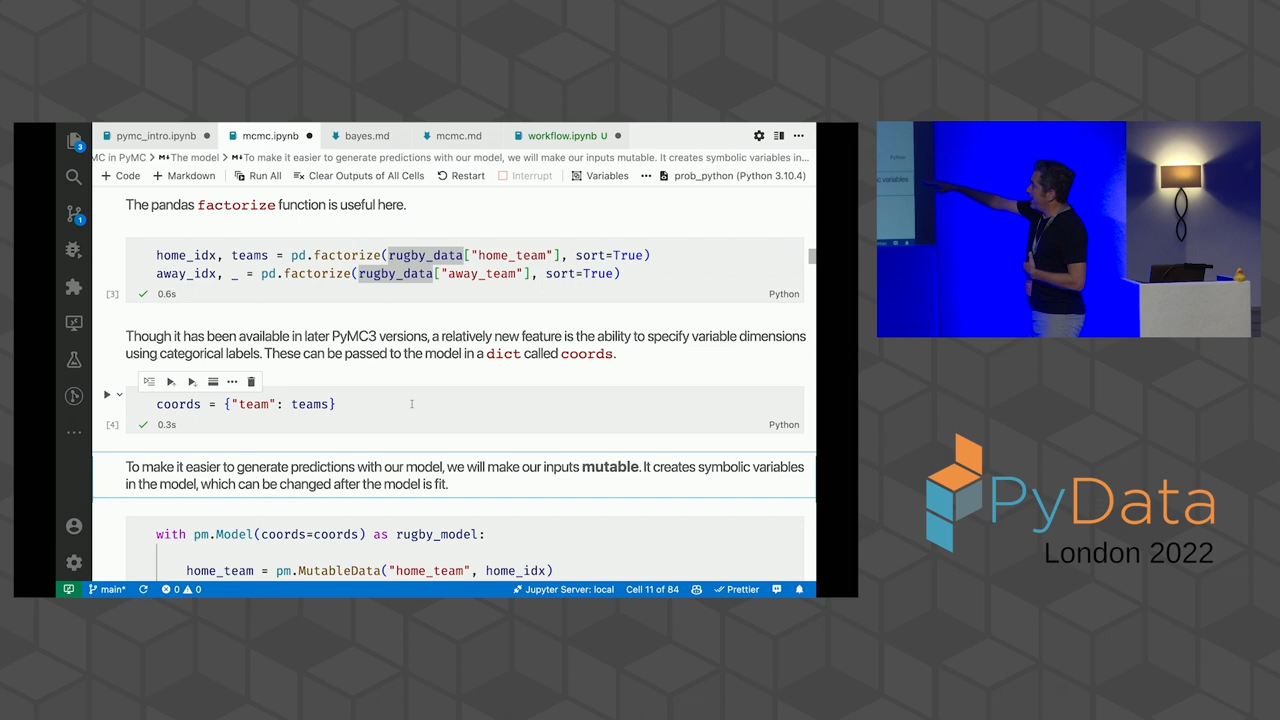 pymc_intro.ipynb
mcmc.ipynb
bayes.md
mcmc.md
workflow.ipynb U
MC in PyMC > M↓The model > M↓To make it easier to generate predictions with our model, we will make our inputs mutable. It creates symbolic variables in...
+ Code + Markdown Run All Clear Outputs of All Cells Restart Interrupt Variables ... prob_python (Python 3.10.4)
The pandas factorize function is useful here.
home_idx, teams = pd.factorize(rugby_data["home_team"], sort=True)
away_idx, _ = pd.factorize(rugby_data["away_team"], sort=True)
[3] 0.6s Python
Though it has been available in later PyMC3 versions, a relatively new feature is the ability to specify variable dimensions
using categorical labels. These can be passed to the model in a dict called coords.
coords = {"team": teams}
[4] 0.3s Python
To make it easier to generate predictions with our model, we will make our inputs mutable. It creates symbolic variables
in the model, which can be changed after the model is fit.
with pm.Model(coords=coords) as rugby_model:
home_team = pm.MutableData("home_team", home_idx)
3
1
main* 0 0 Jupyter Server: local Cell 11 of 84 Prettier
Python
ic variables
PyData
London 2022